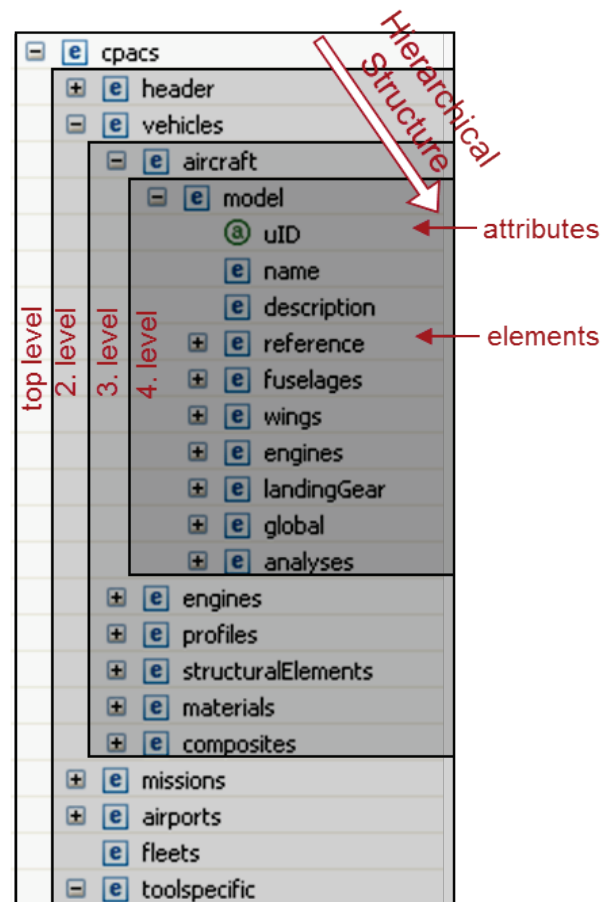 Hierarchical
Structure
e cpacs
e header
e vehicles
e aircraft
e model
a uID
attributes
e name
e description
e reference
elements
e fuselages
e wings
e engines
e landingGear
e global
e analyses
top level
2. level
3. level
4. level
e engines
e profiles
e structuralElements
e materials
e composites
e missions
e airports
e fleets
e toolspecific